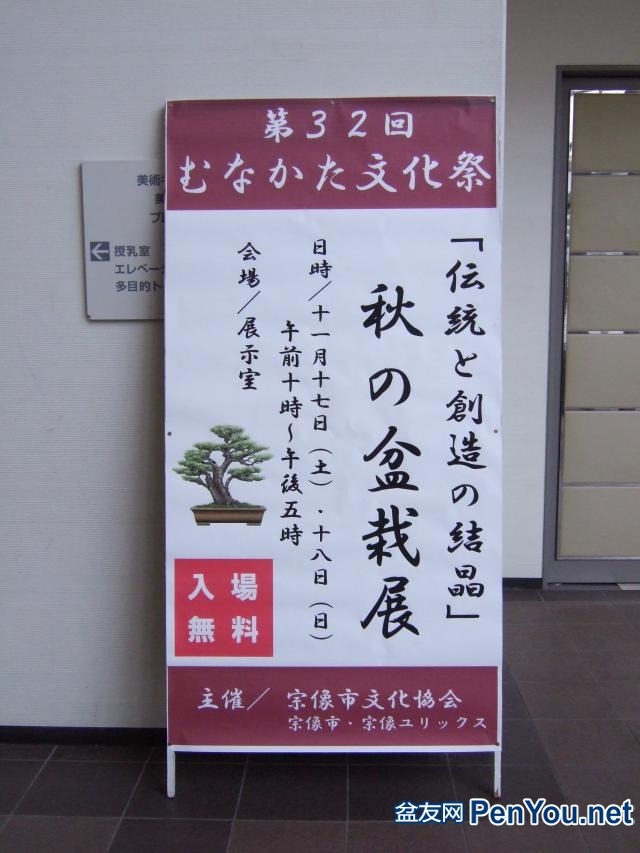 第３２回
むなかた文化祭
「伝統と創造の結晶」
秋の盆栽展
日時／十一月十七日（土）・十八日（日）
午前十時～午後五時
会場／展示室
入場
無料
主催／宗像市文化協会
宗像市・宗像ユリックス
美術
授乳室
エレベー
多目的ト
盆友网 PenYou.net